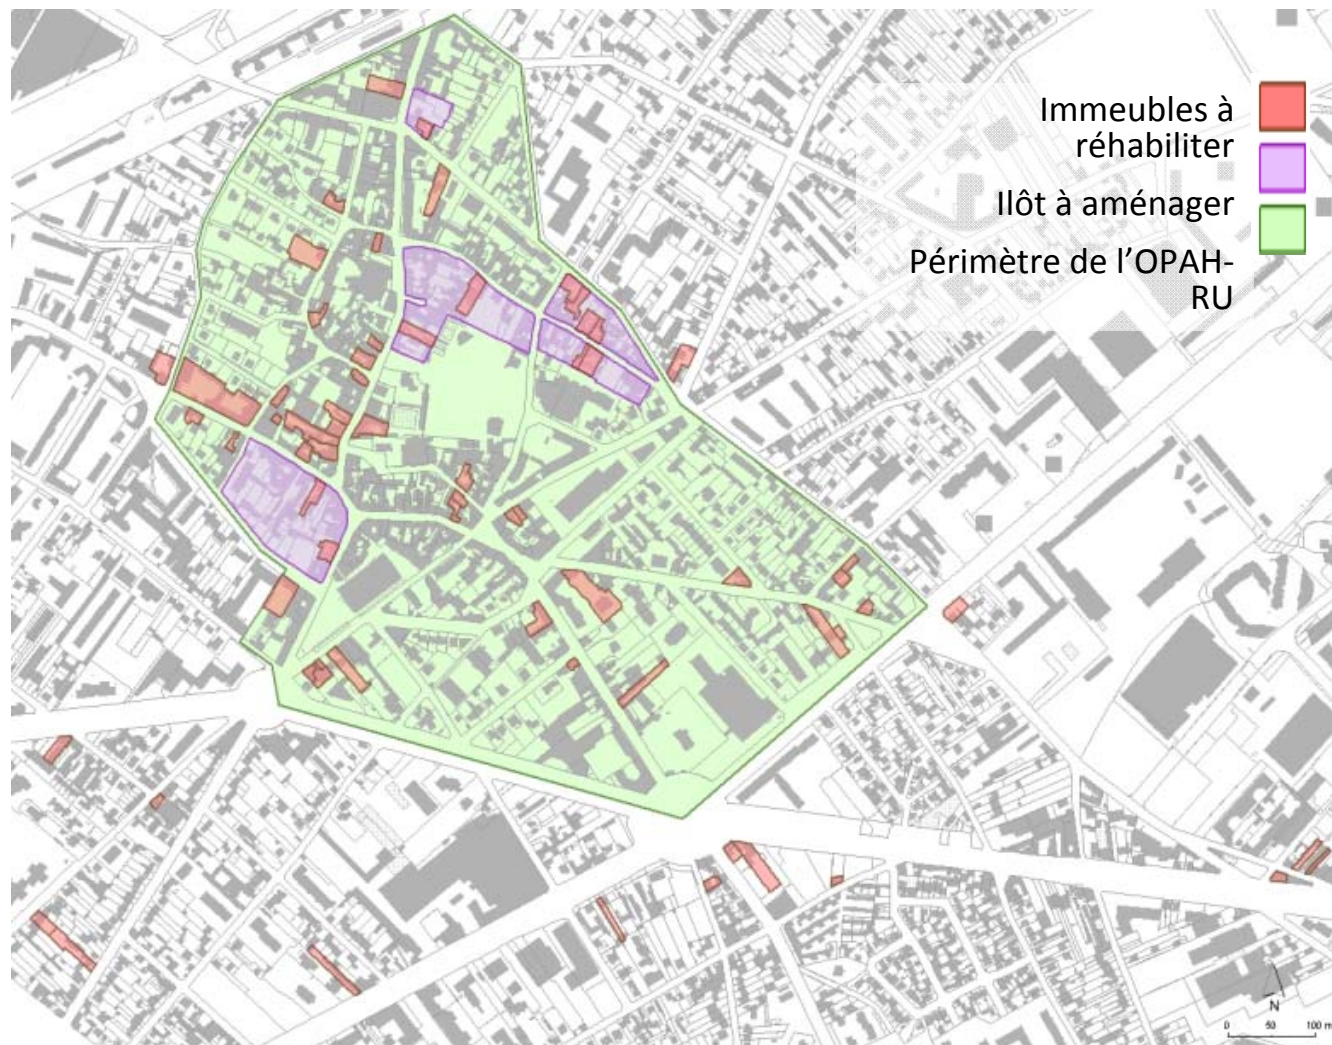 Immeubles à
réhabiliter
Ilôt à aménager
Périmètre de l’OPAH-
RU
N
0 50 100 m